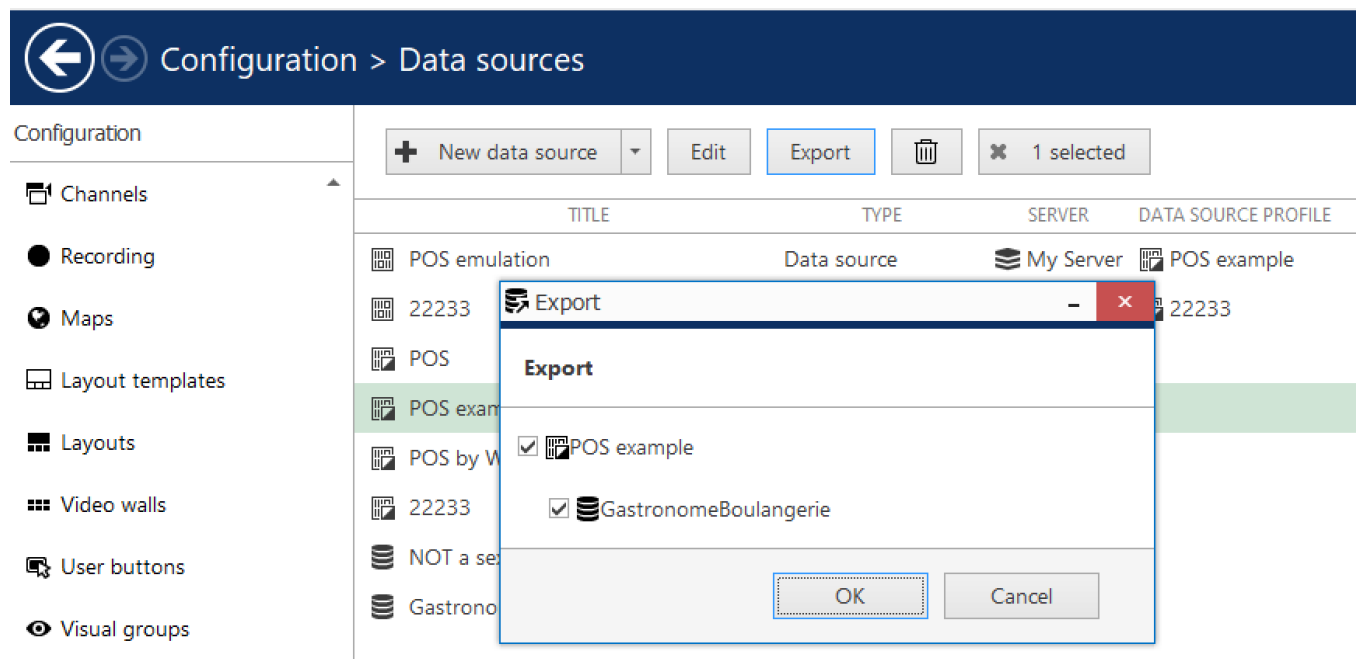 Configuration > Data sources
Configuration
Channels
Recording
Maps
Layout templates
Layouts
Video walls
User buttons
Visual groups
New data source Edit Export 1 selected
TITLE TYPE SERVER DATA SOURCE PROFILE
POS emulation Data source My Server POS example
22233 22233
POS
POS exam
POS by W
22233
NOT a se
Gastrono
Export
Export
POS example
GastronomeBoulangerie
OK Cancel